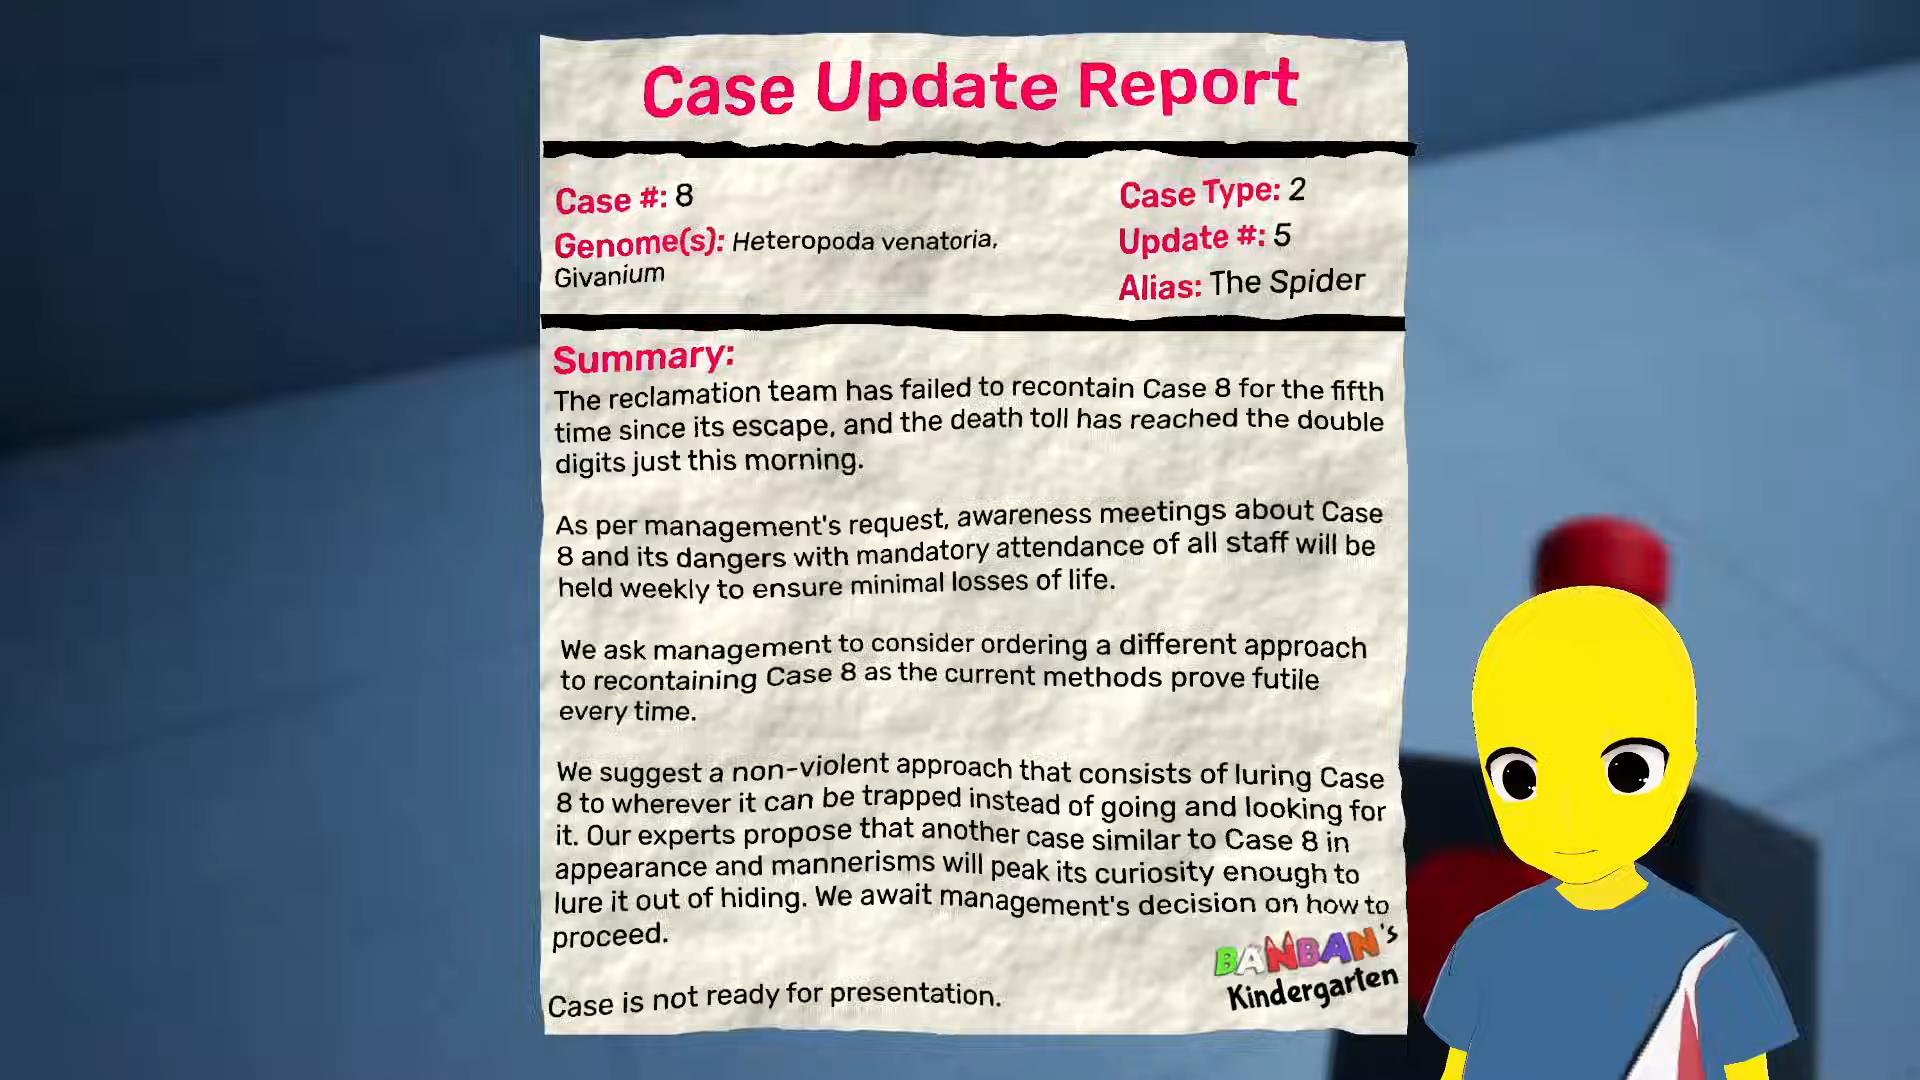 Case Update Report
Case #: 8
Genome(s): Heteropoda venatoria,
Givanium
Case Type: 2
Update #: 5
Alias: The Spider
Summary:
The reclamation team has failed to recontain Case 8 for the fifth
time since its escape, and the death toll has reached the double
digits just this morning.
As per management's request, awareness meetings about Case
8 and its dangers with mandatory attendance of all staff will be
held weekly to ensure minimal losses of life.
We ask management to consider ordering a different approach
to recontaining Case 8 as the current methods prove futile
every time.
We suggest a non-violent approach that consists of luring Case
8 to wherever it can be trapped instead of going and looking for
it. Our experts propose that another case similar to Case 8 in
appearance and mannerisms will peak its curiosity enough to
lure it out of hiding. We await management's decision on how to
proceed.
Case is not ready for presentation.
BANBAN's
Kindergarten